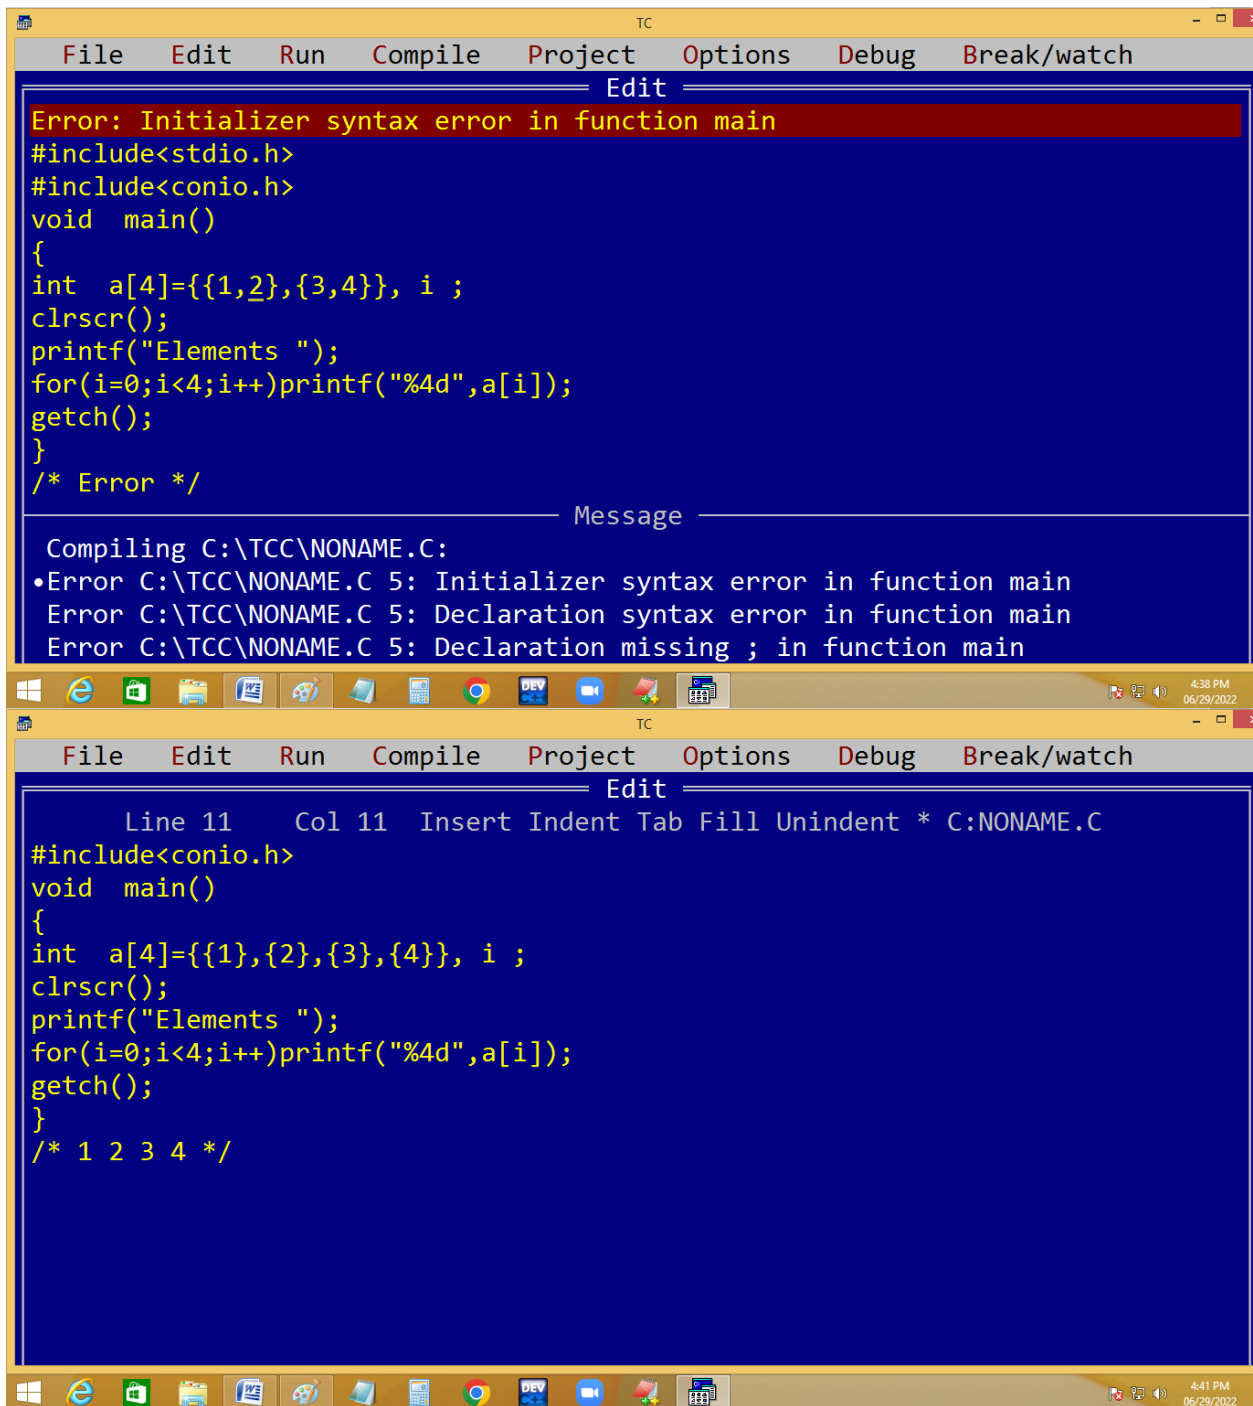 TC
File Edit Run Compile Project Options Debug Break/watch
Edit
Error: Initializer syntax error in function main
#include<stdio.h>
#include<conio.h>
void  main()
{
int  a[4]={{1,2},{3,4}}, i ;
clrscr();
printf("Elements ");
for(i=0;i<4;i++)printf("%4d",a[i]);
getch();
}
/* Error */
Message
Compiling C:\TCC\NONAME.C:
•Error C:\TCC\NONAME.C 5: Initializer syntax error in function main
Error C:\TCC\NONAME.C 5: Declaration syntax error in function main
Error C:\TCC\NONAME.C 5: Declaration missing ; in function main
DEV
4:38 PM
06/29/2022
TC
File Edit Run Compile Project Options Debug Break/watch
Edit
Line 11 Col 11 Insert Indent Tab Fill Unindent * C:NONAME.C
#include<conio.h>
void  main()
{
int  a[4]={{1},{2},{3},{4}}, i ;
clrscr();
printf("Elements ");
for(i=0;i<4;i++)printf("%4d",a[i]);
getch();
}
/* 1 2 3 4 */
DEV
4:41 PM
06/29/2022